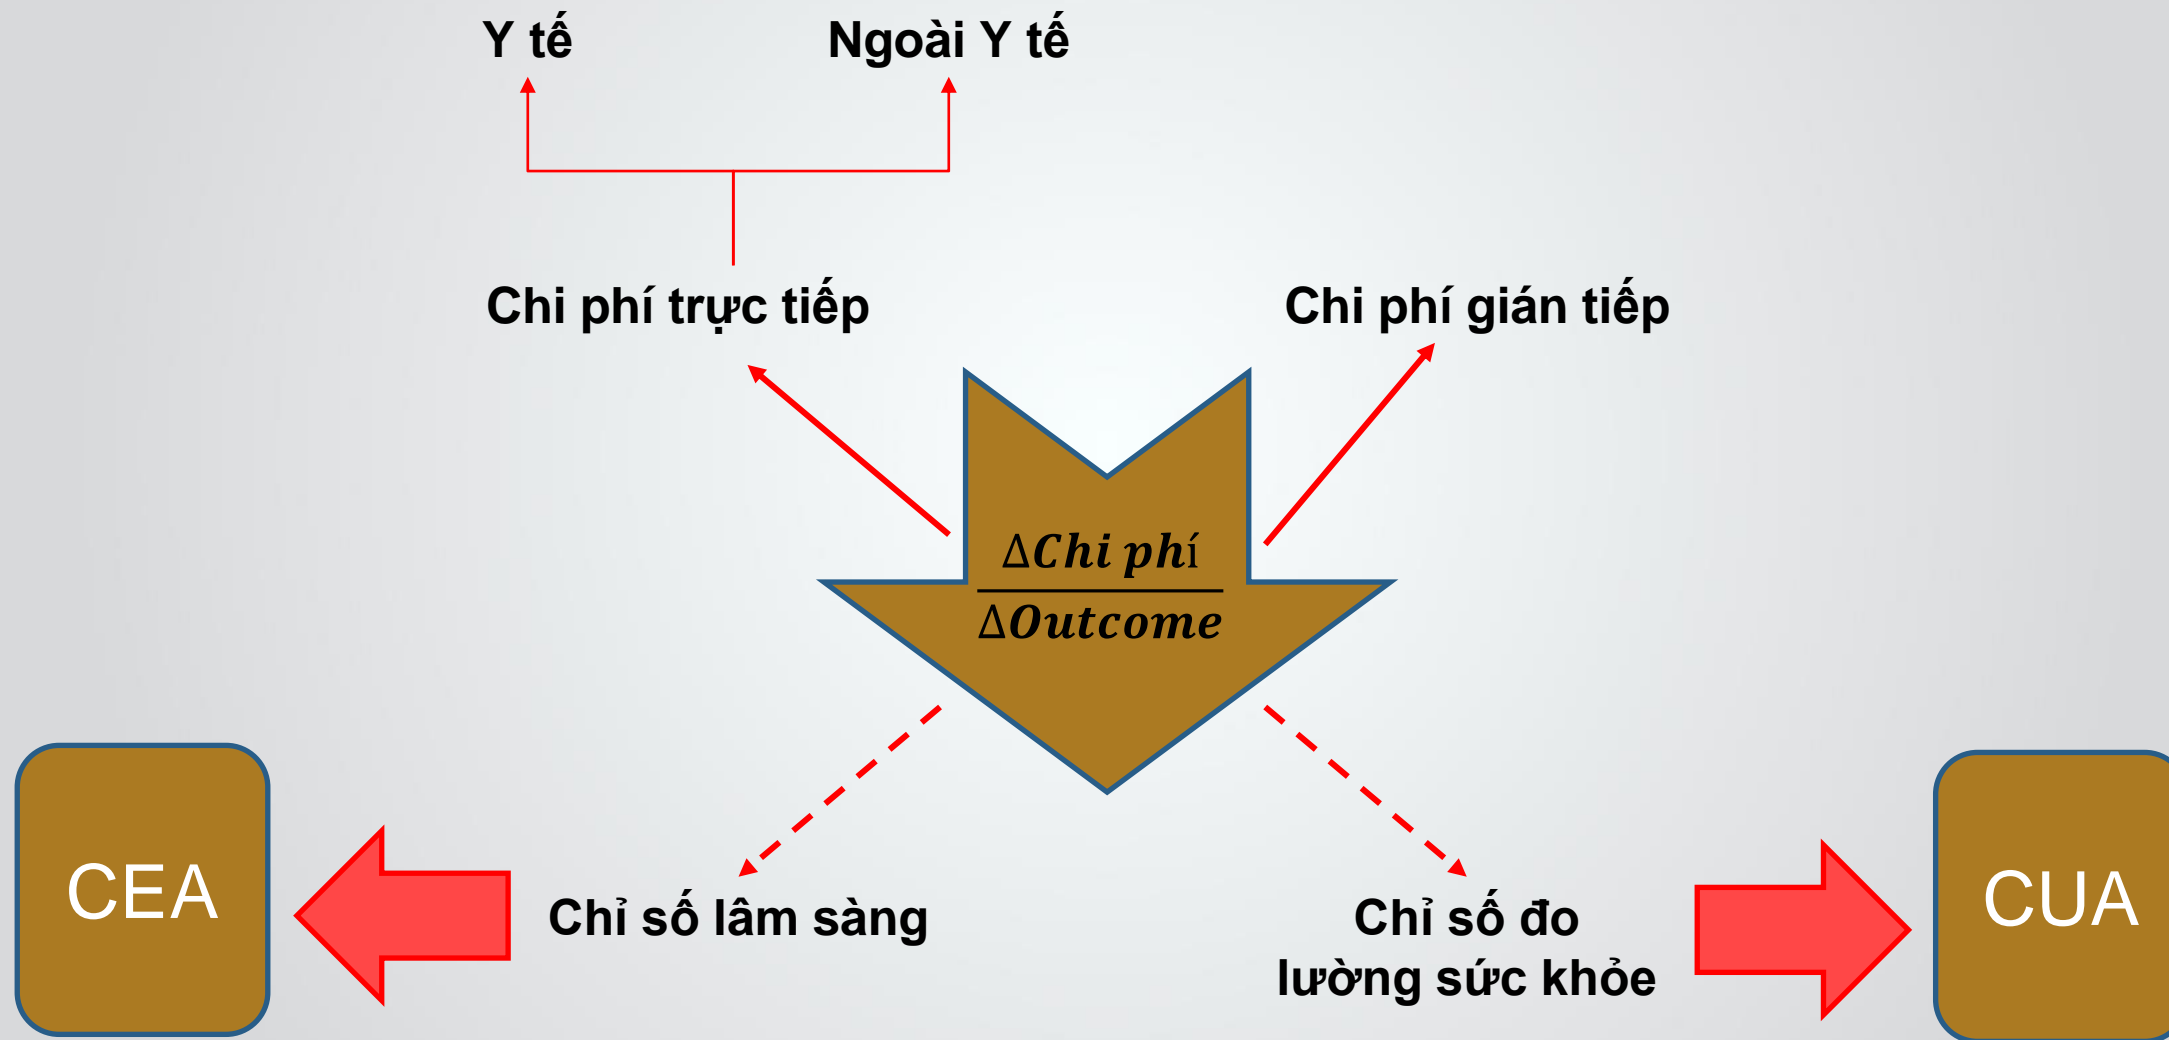 Y tế
Ngoài Y tế
Chi phí trực tiếp
Chi phí gián tiếp
ΔChi phí
ΔOutcome
CEA
Chỉ số lâm sàng
Chỉ số đo
lường sức khỏe
CUA